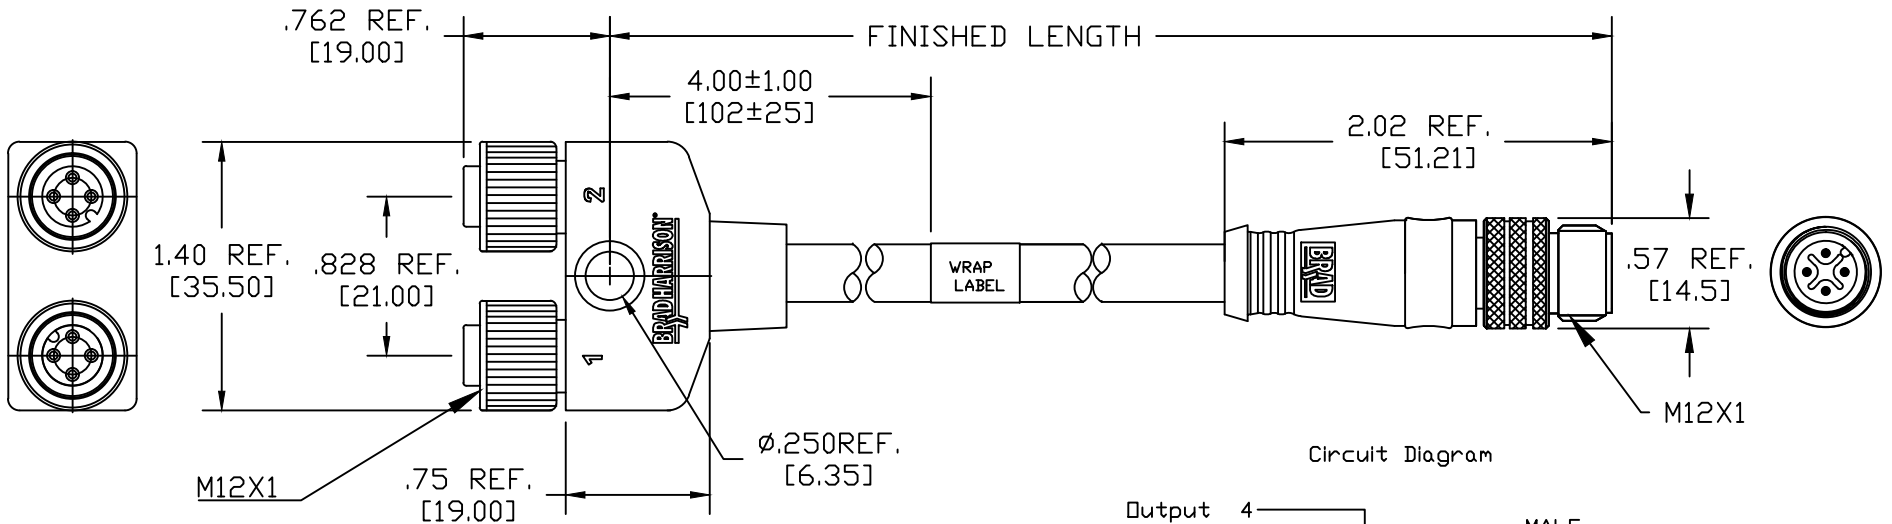 .762 REF.
[19.00]
FINISHED LENGTH
4.00±1.00
[102±25]
2.02 REF.
[51.21]
1.40 REF.
[35.50]
.828 REF.
[21.00]
2
1
BRADHARRISON®
WRAP
LABEL
BRAD
.57 REF.
[14.5]
M12X1
M12X1
.75 REF.
[19.00]
Ø.250REF.
[6.35]
Circuit Diagram
Output 4
MALE